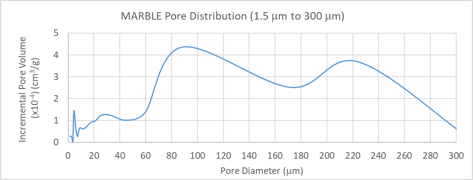 MARBLE Pore Distribution (1.5 µm to 300 µm)
Incremental Pore Volume
(x10⁻¹) (cm³/g)
5
4
3
2
1
0
0 20 40 60 80 100 120 140 160 180 200 220 240 260 280 300
Pore Diameter (µm)